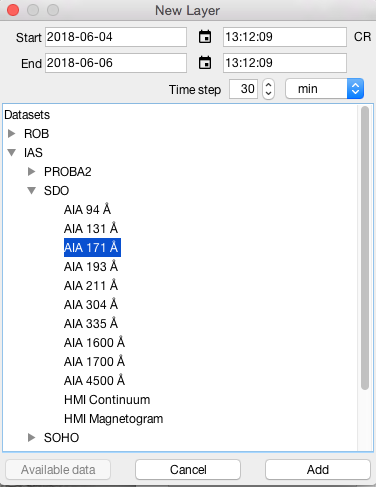 New Layer
Start 2018-06-04 13:12:09 CR
End 2018-06-06 13:12:09
Time step 30 min
Datasets
ROB
IAS
PROBA2
SDO
AIA 94 Å
AIA 131 Å
AIA 171 Å
AIA 193 Å
AIA 211 Å
AIA 304 Å
AIA 335 Å
AIA 1600 Å
AIA 1700 Å
AIA 4500 Å
HMI Continuum
HMI Magnetogram
SOHO
Available data Cancel Add